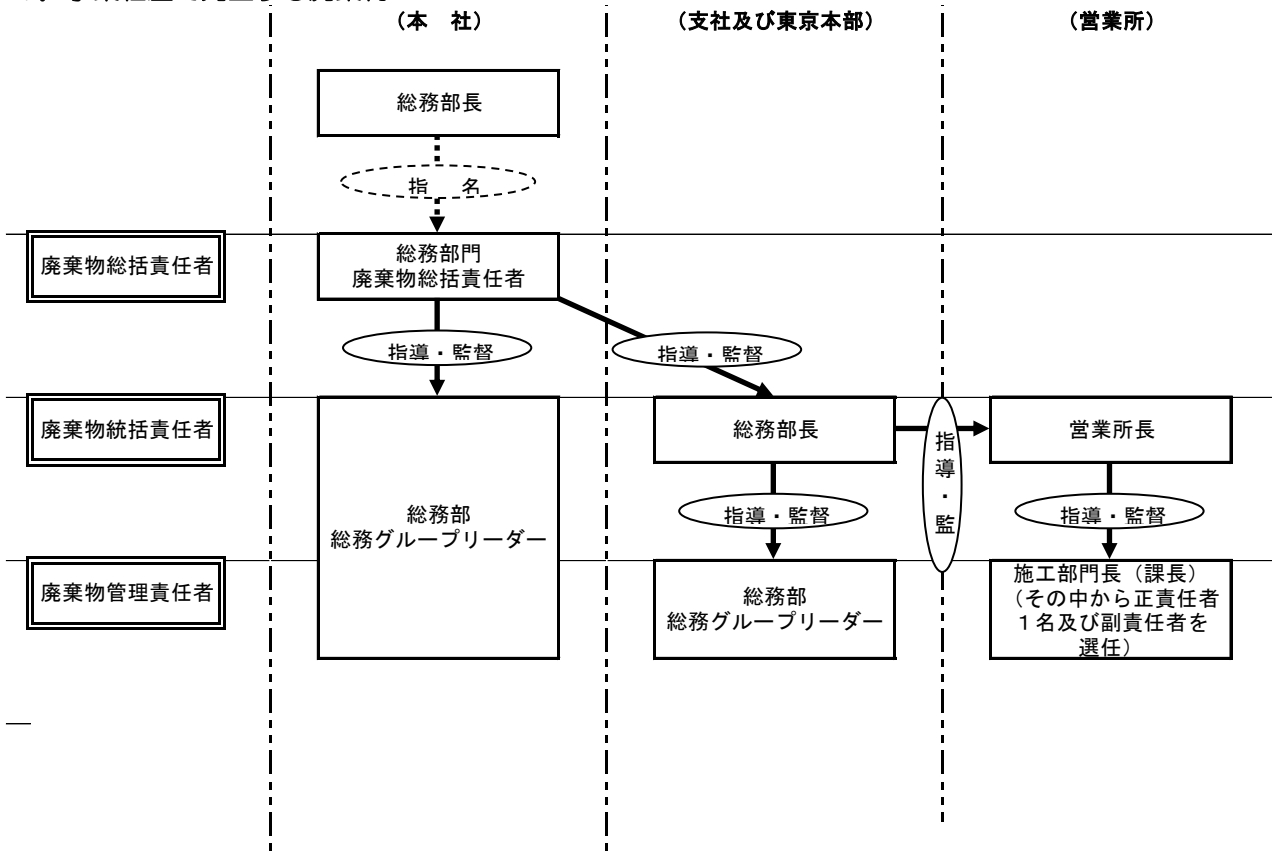 （本　社）
（支社及び東京本部）
（営業所）
総務部長
指　名
廃棄物総括責任者
総務部門
廃棄物総括責任者
指導・監督
指導・監督
廃棄物統括責任者
総務部
総務グループリーダー
総務部長
指導・監
営業所長
指導・監督
指導・監督
廃棄物管理責任者
総務部
総務グループリーダー
施工部門長（課長）
（その中から正責任者
１名及び副責任者を
選任）